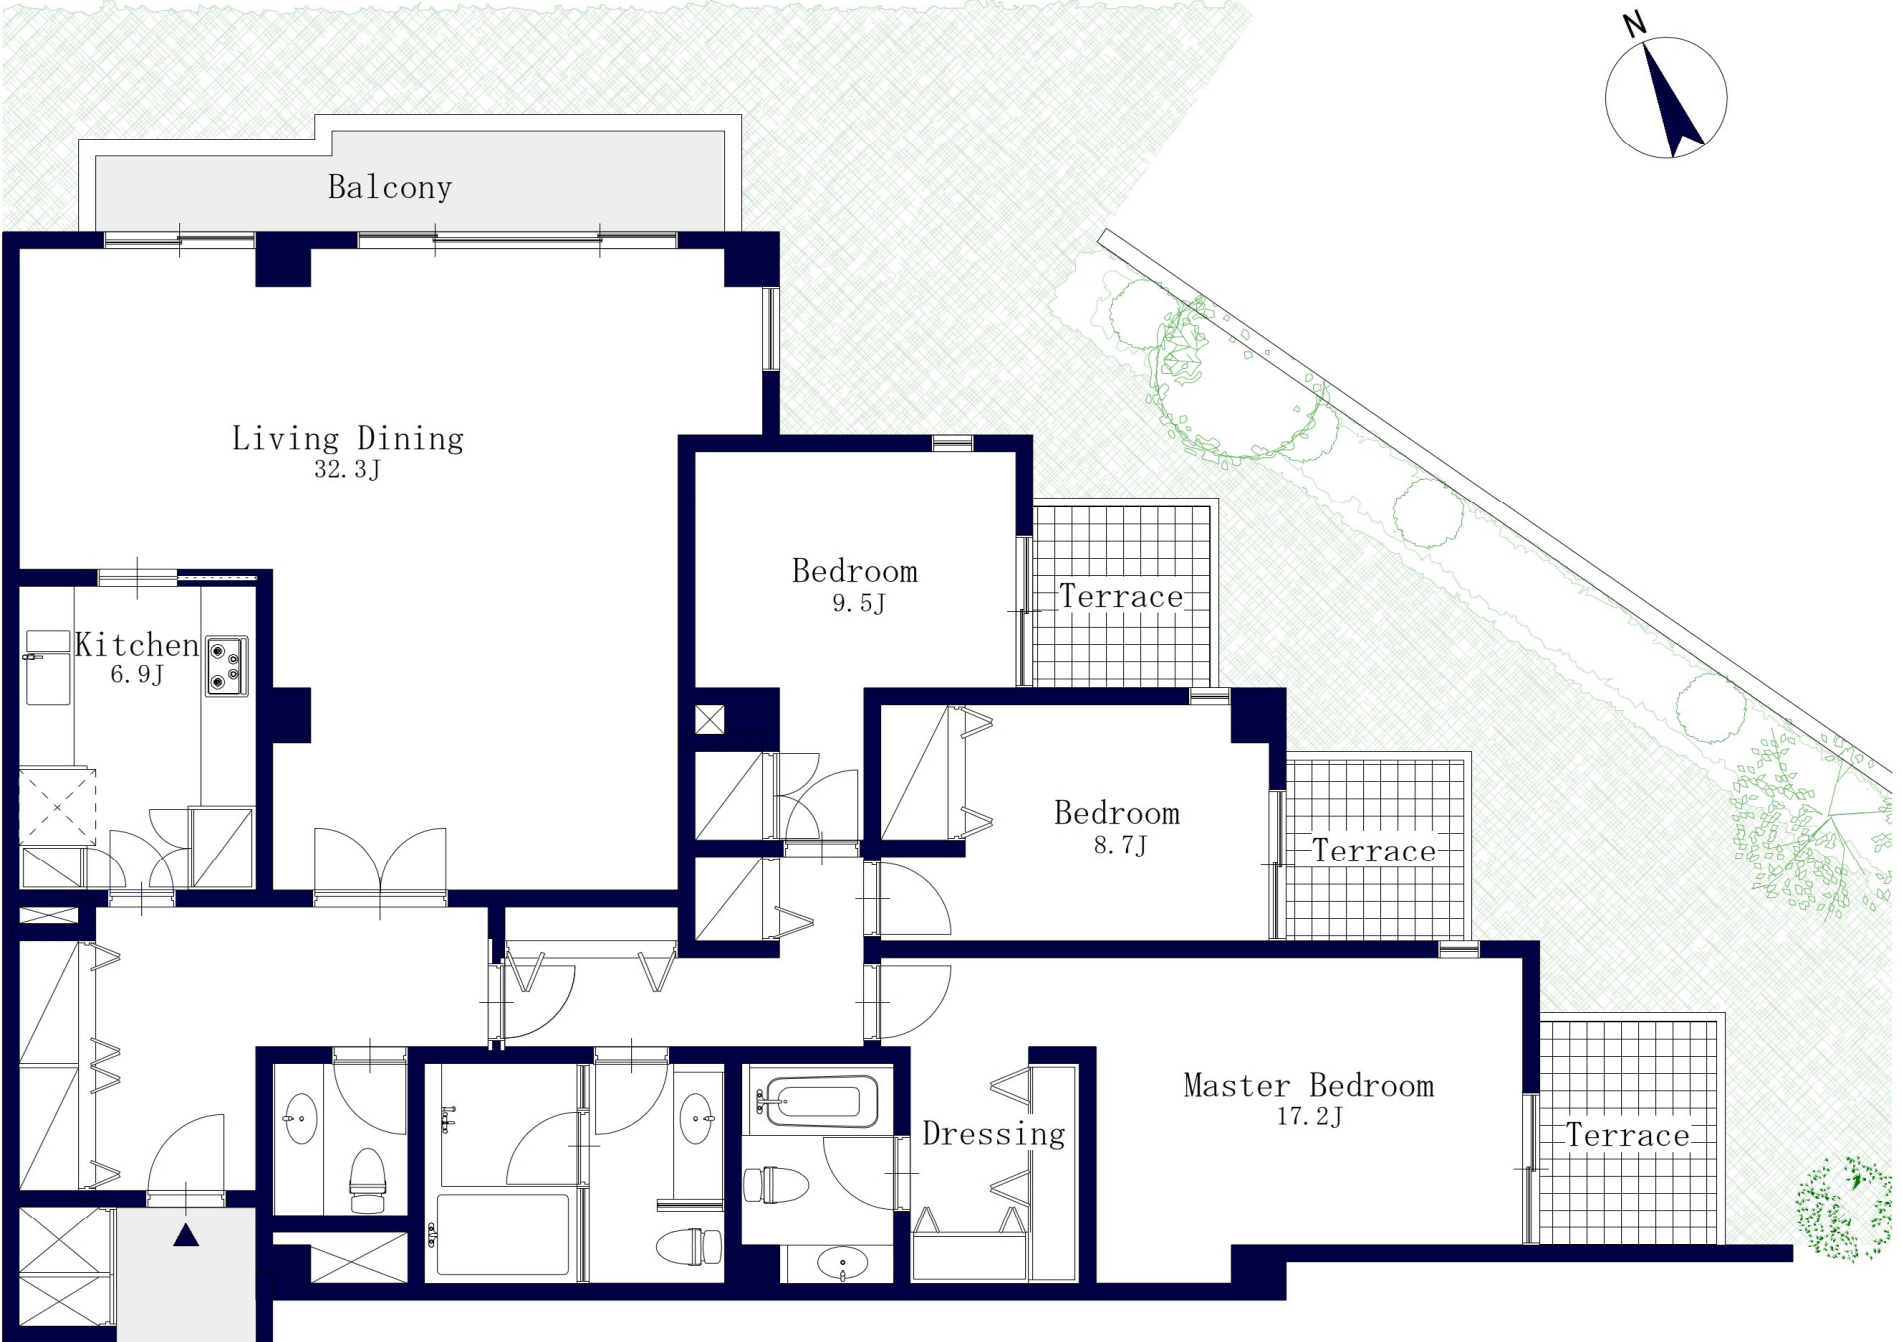 N
Balcony
Living Dining
32.3J
Bedroom
9.5J
Terrace
Kitchen
6.9J
Bedroom
8.7J
Terrace
Master Bedroom
17.2J
Dressing
Terrace